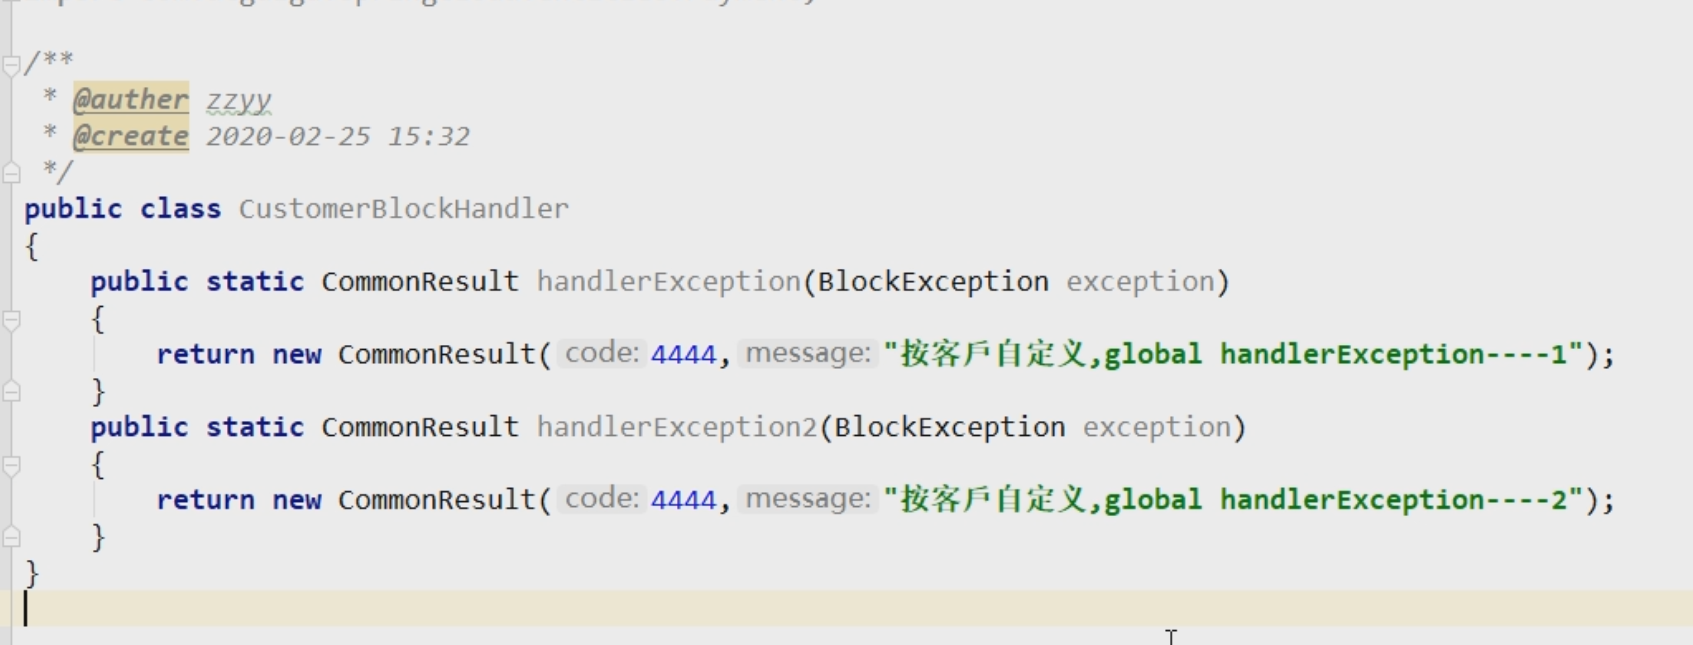 /**
* @auther zzyy
* @create 2020-02-25 15:32
*/
public class CustomerBlockHandler
{
public static CommonResult handlerException(BlockException exception)
{
return new CommonResult( code: 4444, message: "按客戶自定义,global handlerException----1");
}
public static CommonResult handlerException2(BlockException exception)
{
return new CommonResult( code: 4444, message: "按客戶自定义,global handlerException----2");
}
}